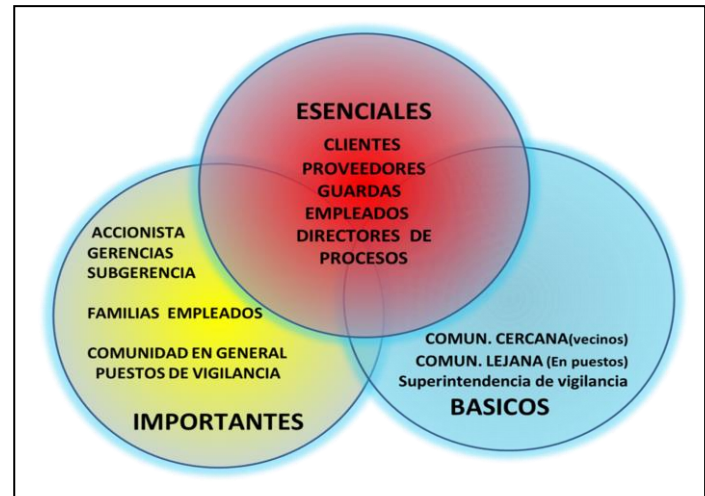 ESENCIALES
CLIENTES
PROVEEDORES
GUARDAS
EMPLEADOS
DIRECTORES DE
PROCESOS
ACCIONISTA
GERENCIAS
SUBGERENCIA
FAMILIAS EMPLEADOS
COMUNIDAD EN GENERAL
PUESTOS DE VIGILANCIA
IMPORTANTES
COMUN. CERCANA(vecinos)
COMUN. LEJANA (En puestos)
Superintendencia de vigilancia
BASICOS